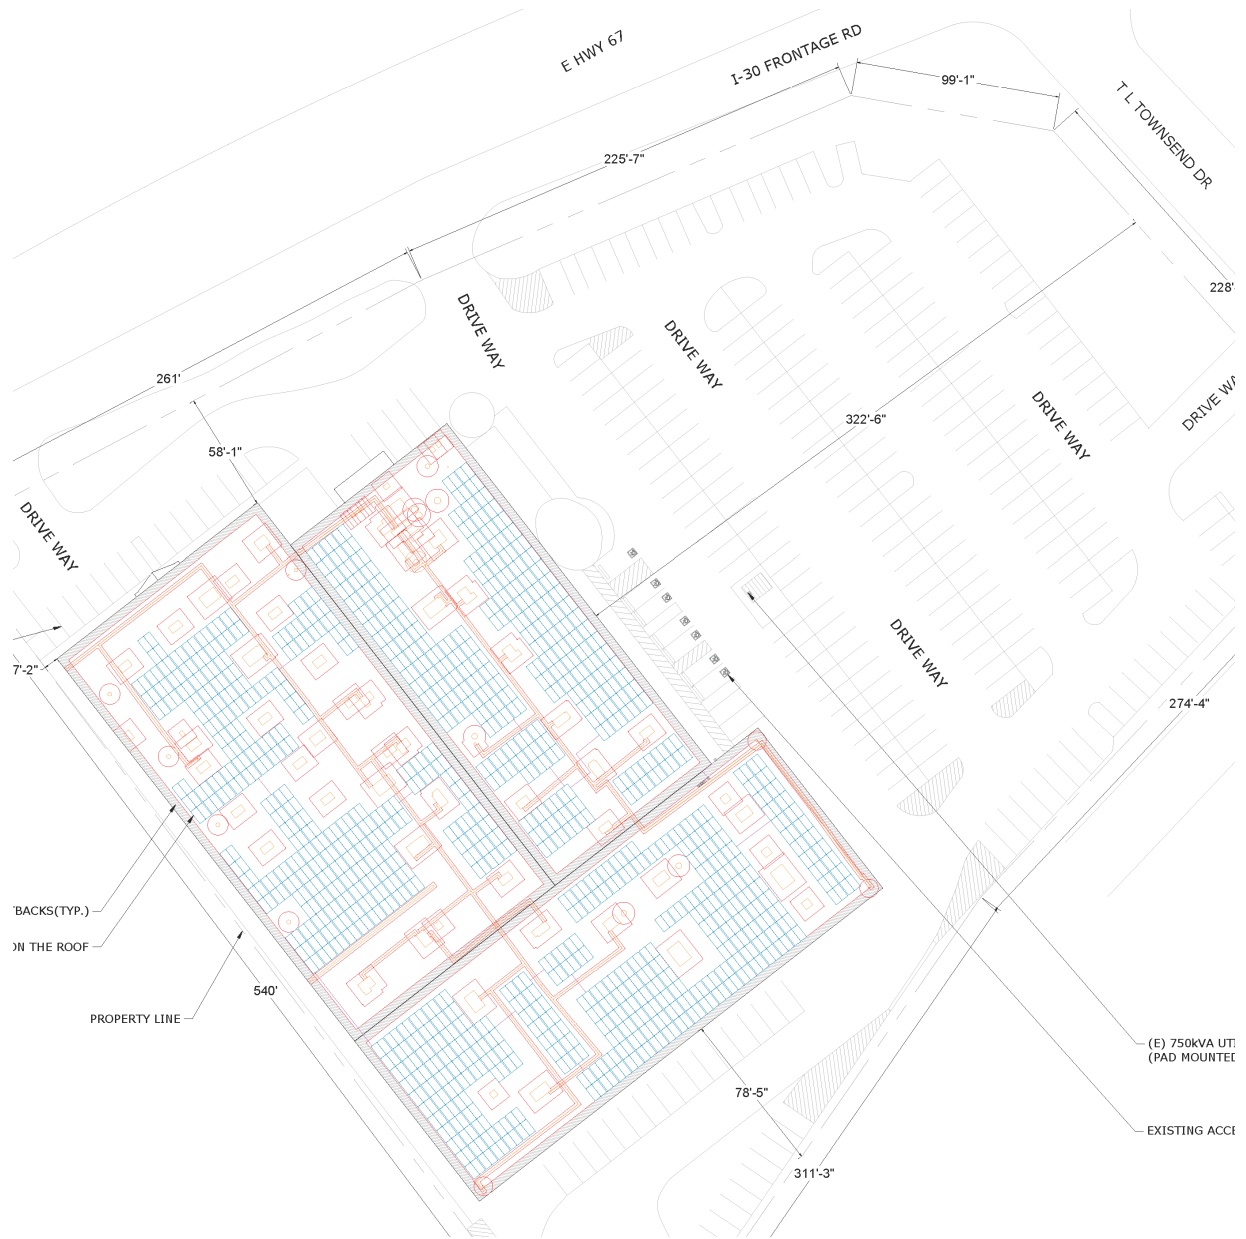 E HWY 67
I-30 FRONTAGE RD
99'-1"
T L TOWNSEND DR
225'-7"
228'
DRIVE WAY
DRIVE WAY
261'
322'-6"
DRIVE WAY
DRIVE WA
58'-1"
DRIVE WAY
DRIVE WAY
7'-2"
274'-4"
BACKS(TYP.)
ON THE ROOF
540'
PROPERTY LINE
(E) 750kVA UTI
(PAD MOUNTED
78'-5"
EXISTING ACCE
311'-3"